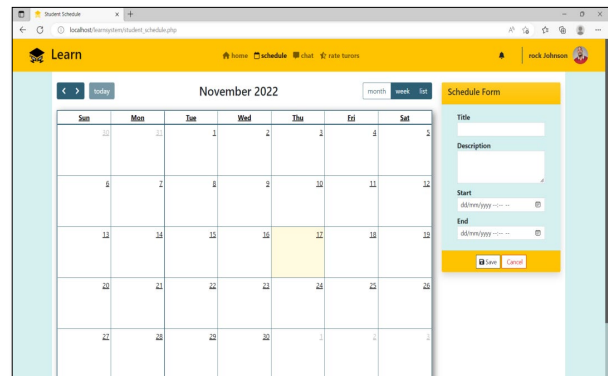 Student Schedule
localhost/learnsystem/student_schedule.php
Learn
home schedule chat rate turors
rock Johnson
today
November 2022
month week list
Sun Mon Tue Wed Thu Fri Sat
30 31 1 2 3 4 5
6 7 8 9 10 11 12
13 14 15 16 17 18 19
20 21 22 23 24 25 26
27 28 29 30 1 2 3
Schedule Form
Title
Description
Start
dd/mm/yyyy --:-- --
End
dd/mm/yyyy --:-- --
Save Cancel